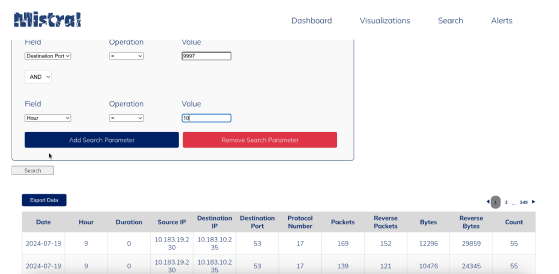 Mistral
Dashboard Visualizations Search Alerts
Field Operation Value
Destination Port = 9997
AND
Field Operation Value
Hour = 10
Add Search Parameter Remove Search Parameter
Search
Export Data 1 2 ... 349
Date Hour Duration Source IP Destination IP Destination Port Protocol Number Packets Reverse Packets Bytes Reverse Bytes Count
2024-07-19 9 0 10.183.19.230 10.183.10.235 53 17 169 152 12296 29859 55
2024-07-19 9 0 10.183.19.230 10.183.10.235 53 17 139 121 10476 24345 55